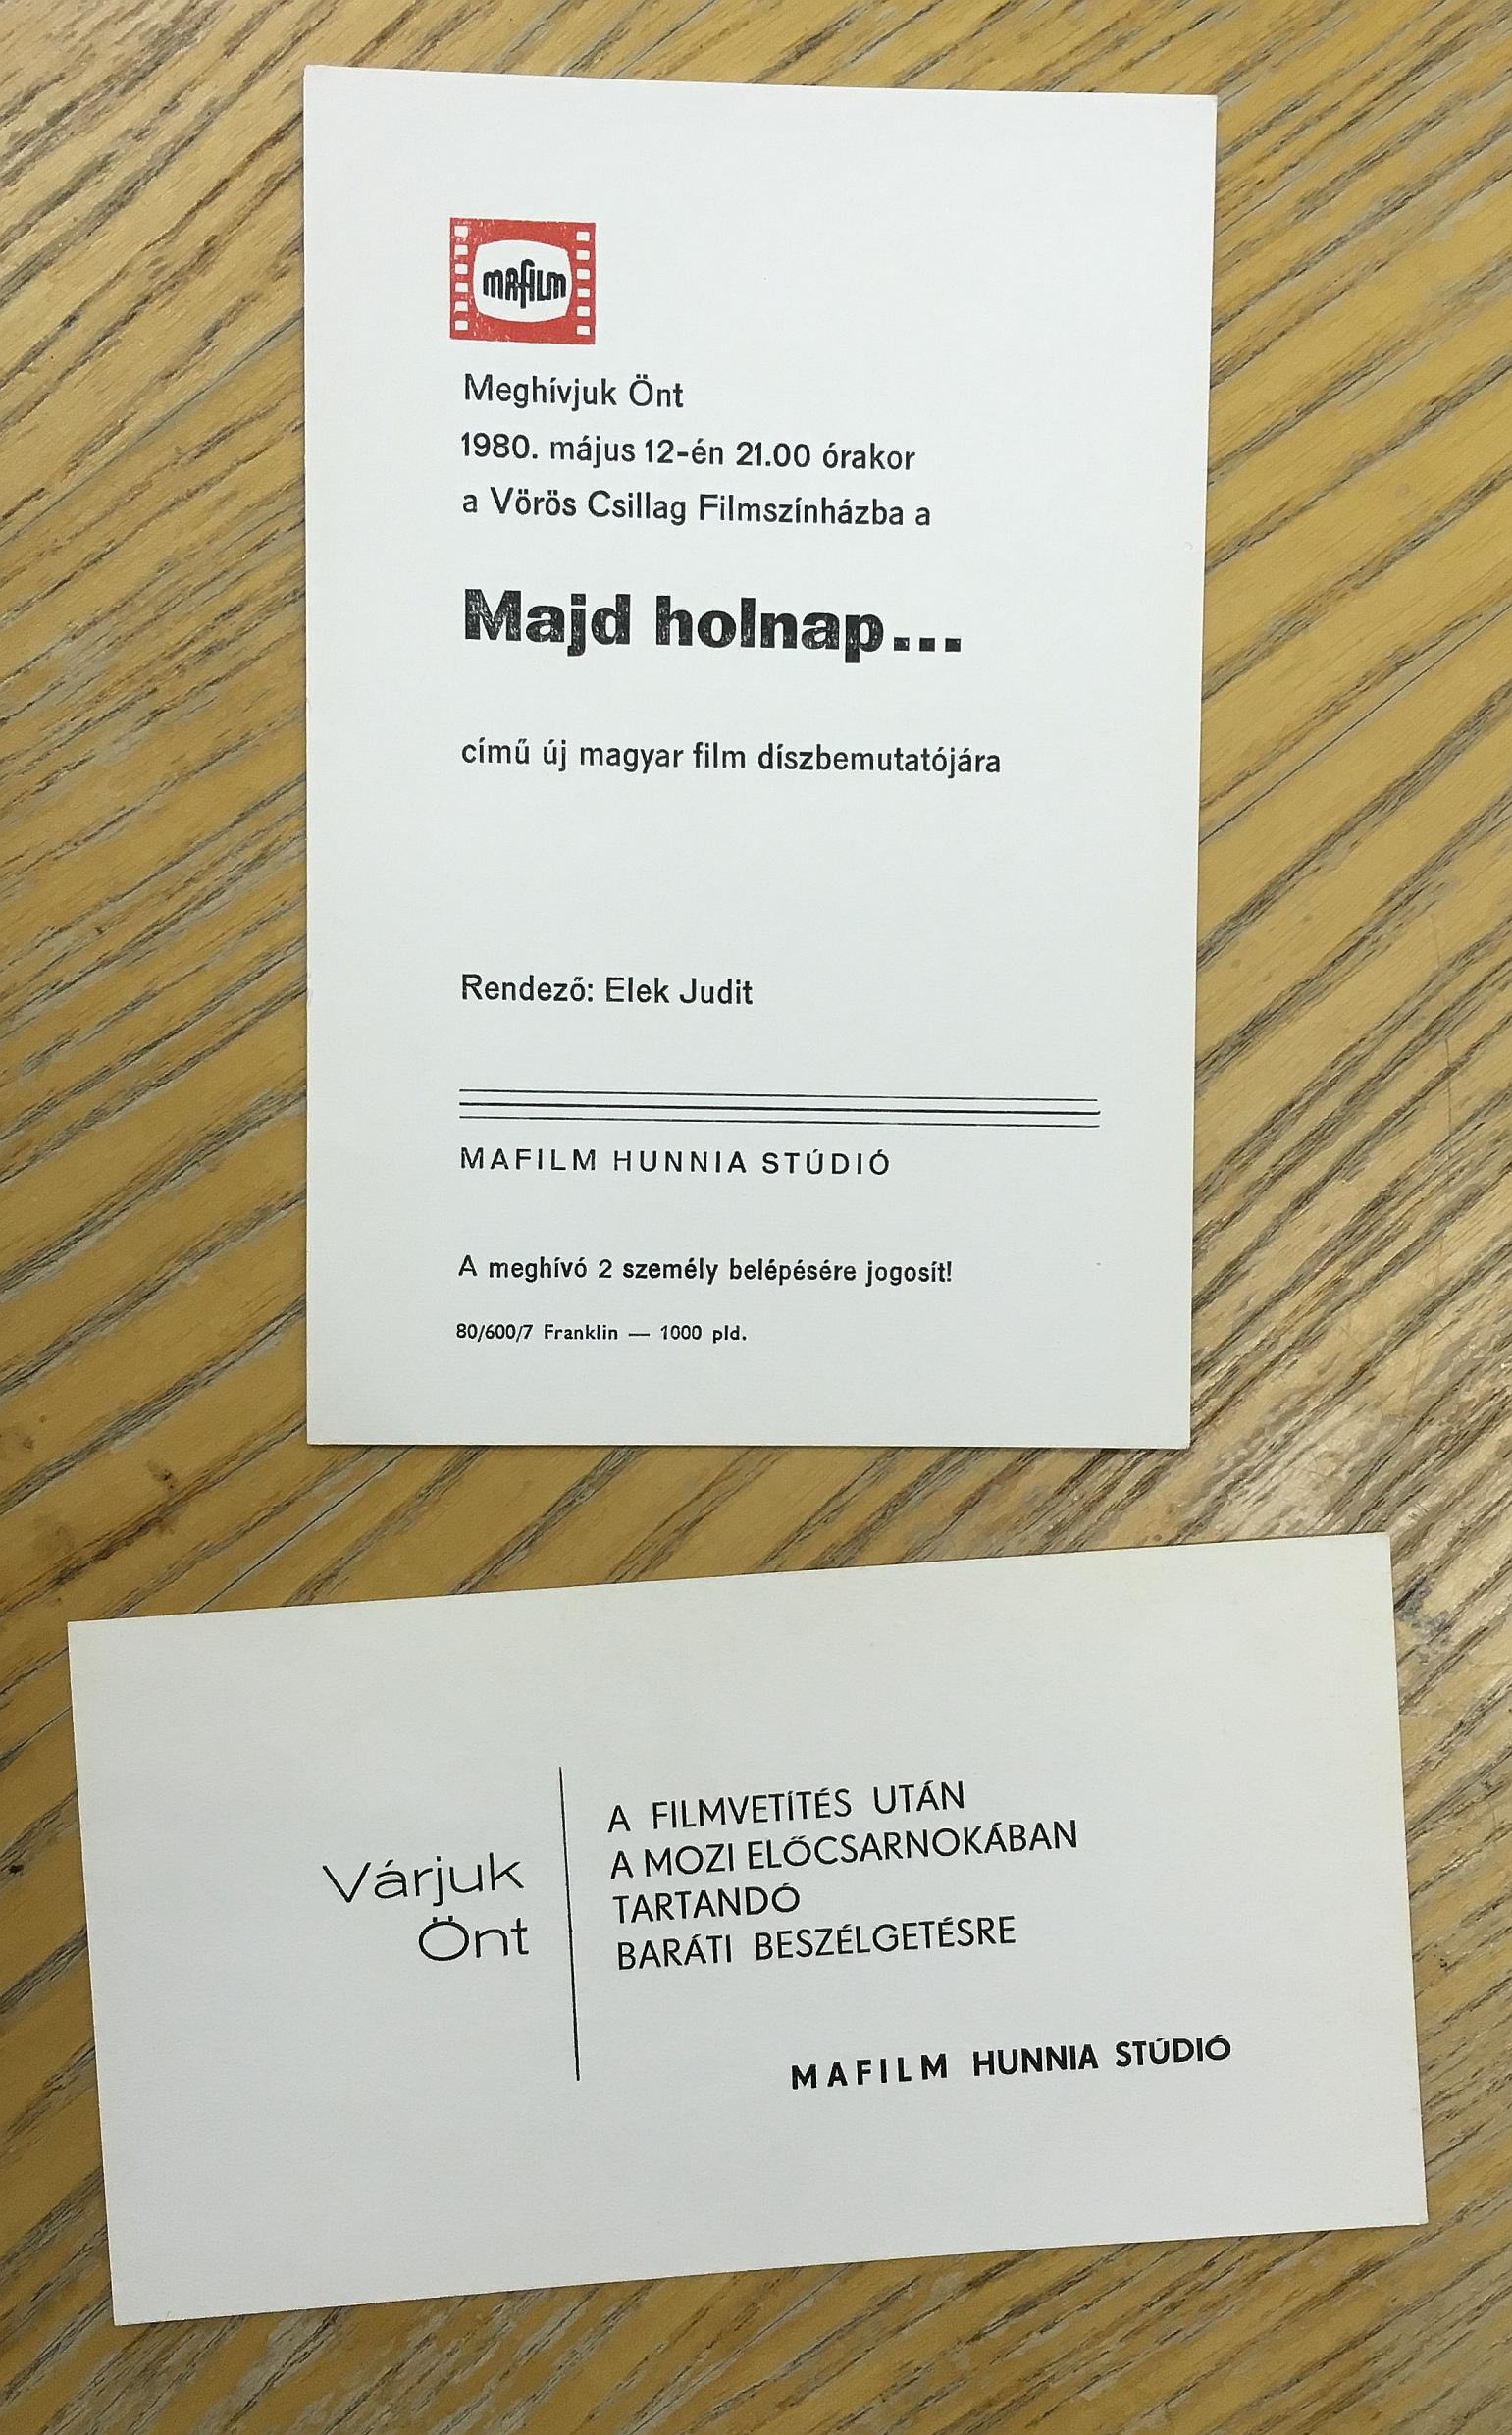 MAFILM
Meghívjuk Önt
1980. május 12-én 21.00 órakor
a Vörös Csillag Filmszínházba a
Majd holnap...
című új magyar film díszbemutatójára
Rendező: Elek Judit
MAFILM HUNNIA STÚDIÓ
A meghívó 2 személy belépésére jogosít!
80/600/7 Franklin — 1000 pld.
Várjuk
Önt
A FILMVETÍTÉS UTÁN
A MOZI ELŐCSARNOKÁBAN
TARTANDÓ
BARÁTI BESZÉLGETÉSRE
MAFILM HUNNIA STÚDIÓ